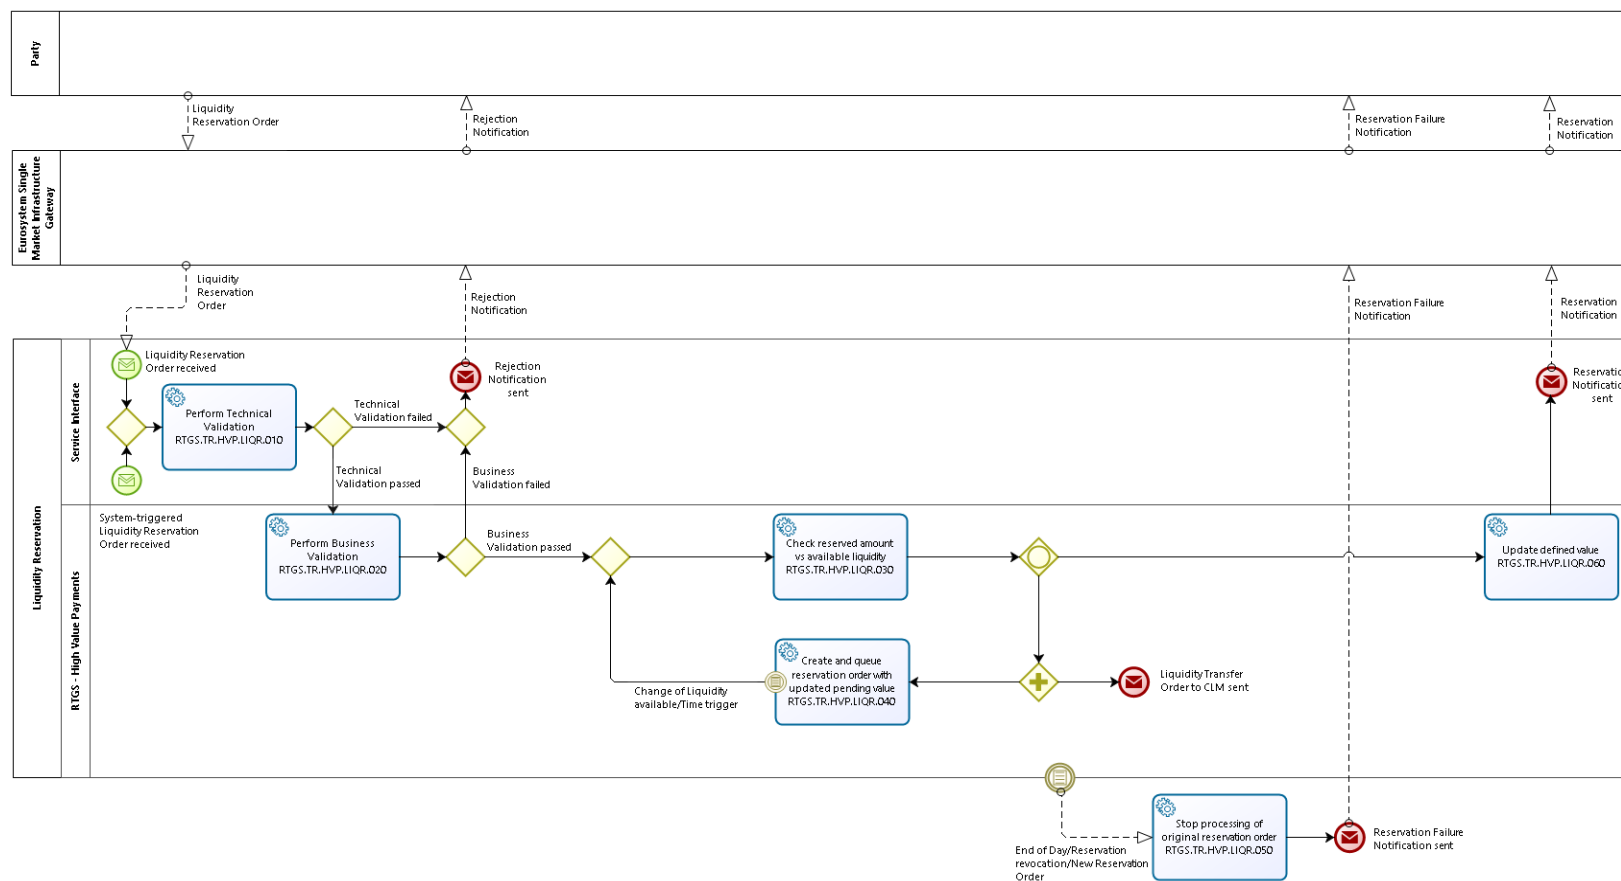 Party
Liquidity
Reservation Order
Rejection
Notification
Reservation Failure
Notification
Reservation
Notification
Eurosystem Single
Market Infrastructure
Gateway
Liquidity
Reservation
Order
Rejection
Notification
Reservation Failure
Notification
Reservation
Notification
Liquidity Reservation
Service Interface
Liquidity Reservation
Order received
Perform Technical
Validation
RTGS.TR.HVP.LIQR.010
Technical
Validation failed
Rejection
Notification
sent
Technical
Validation passed
Business
Validation failed
Reservatio
Notificatio
sent
RTGS - High Value Payments
System-triggered
Liquidity Reservation
Order received
Perform Business
Validation
RTGS.TR.HVP.LIQR.020
Business
Validation passed
Check reserved amount
vs available liquidity
RTGS.TR.HVP.LIQR.030
Update defined value
RTGS.TR.HVP.LIQR.060
Change of Liquidity
available/Time trigger
Create and queue
reservation order with
updated pending value
RTGS.TR.HVP.LIQR.040
Liquidity Transfer
Order to CLM sent
End of Day/Reservation
revocation/New Reservation
Order
Stop processing of
original reservation order
RTGS.TR.HVP.LIQR.050
Reservation Failure
Notification sent